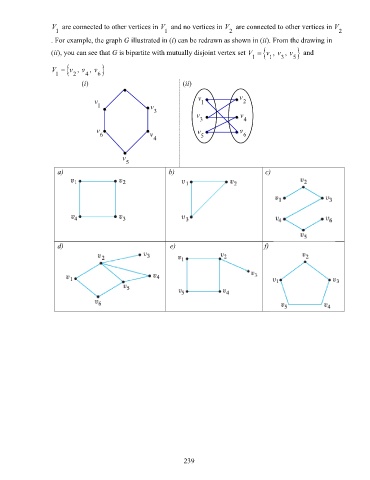 V1 are connected to other vertices in V1 and no vertices in V2 are connected to other vertices in V2
. For example, the graph G illustrated in (i) can be redrawn as shown in (ii). From the drawing in
(ii), you can see that G is bipartite with mutually disjoint vertex set V1 = {v1, v3, v5} and
V1 = {v2, v4, v6}
(i) (ii)
v1 v3 v6 v4 v5
v1 v2 v3 v4 v5 v6
a) b) c)
v1 v2 v4 v3
v1 v2 v3
v2 v1 v3 v4 v6 v5
d) e) f)
v2 v3 v1 v4 v5 v6
v1 v2 v3 v5 v4
v2 v1 v3 v5 v4
239